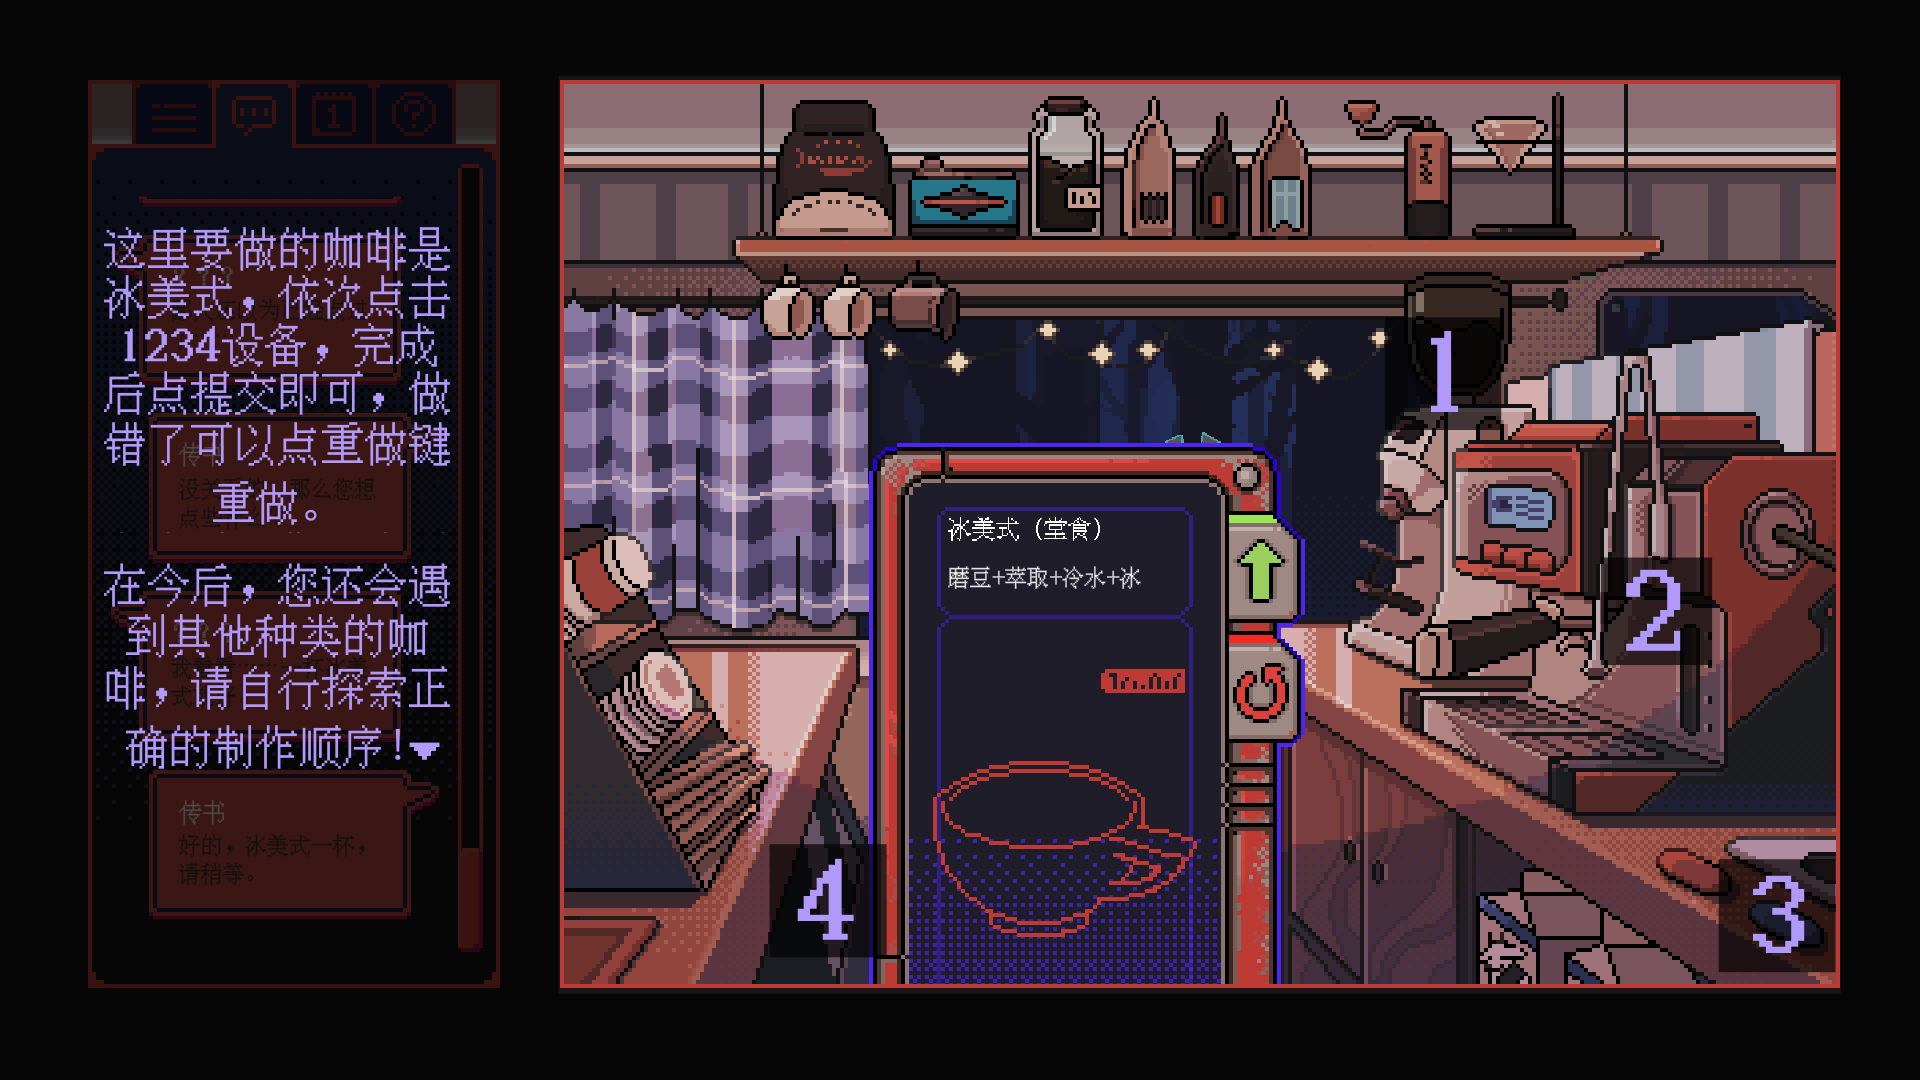 这里要做的咖啡是
冰美式，依次点击
1234设备，完成
后点提交即可，做
错了可以点重做键
重做。
在今后，您还会遇
到其他种类的咖
啡，请自行探索正
确的制作顺序！
传书
好的，冰美式一杯，
请稍等。
冰美式（堂食）
磨豆+萃取+冷水+冰
1
2
3
4
1
?